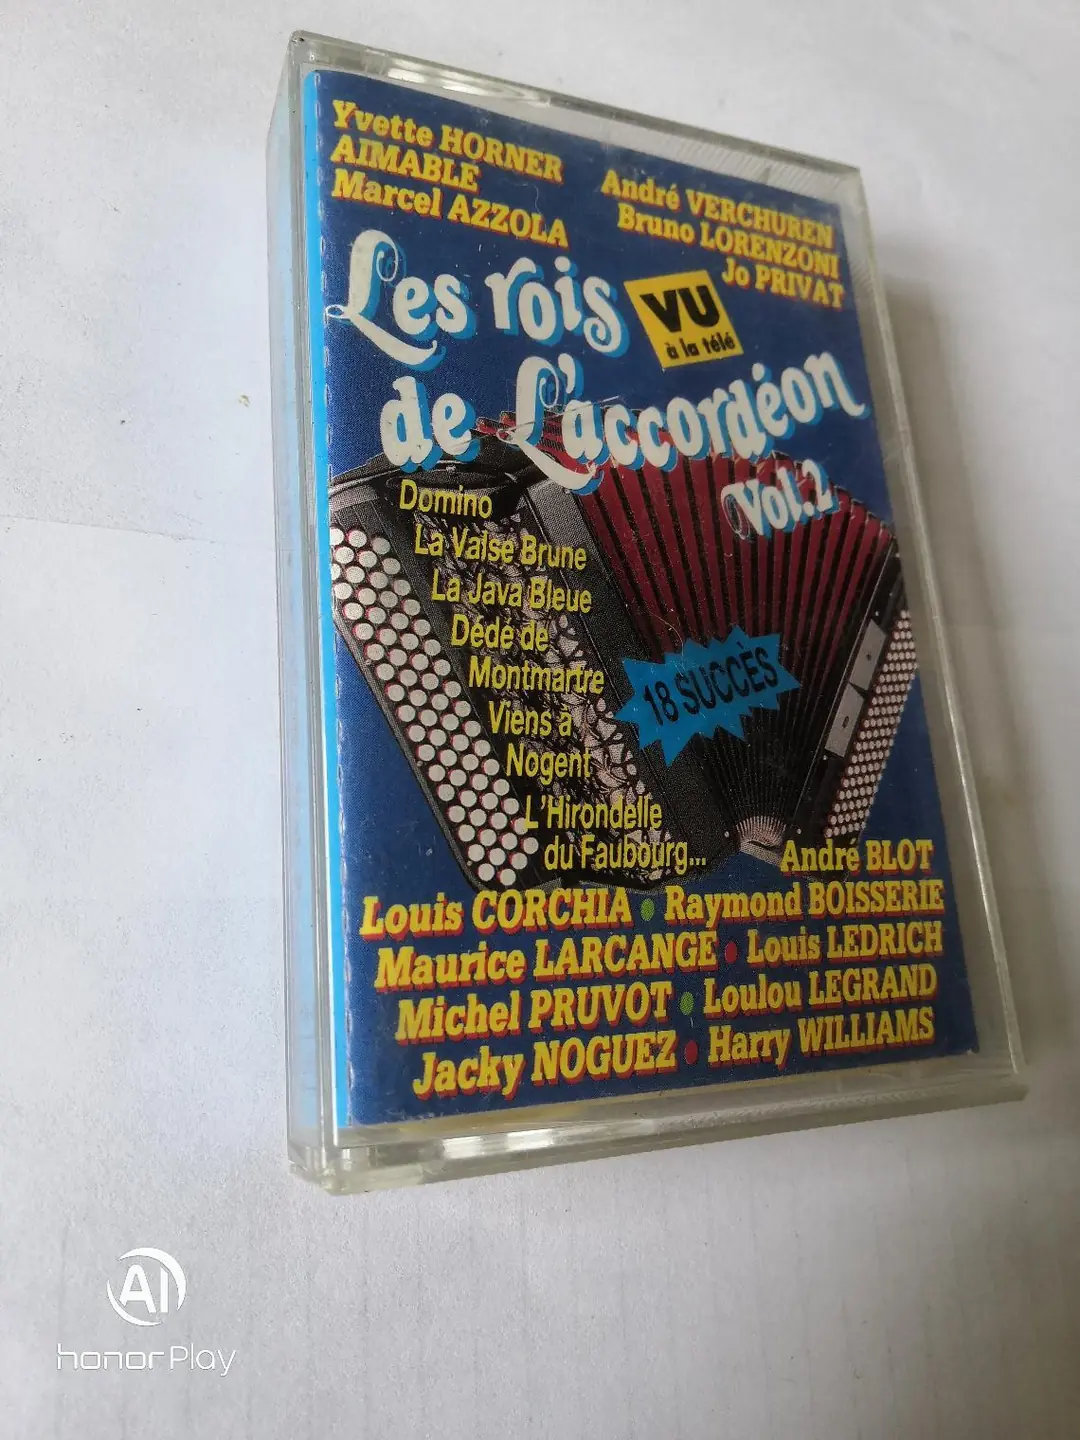 Yvette HORNER
AIMABLE
Marcel AZZOLA
André VERCHUREN
Bruno LORENZONI
Jo PRIVAT
Les rois
VU
à la télé
de L'accordéon
Vol.2
Domino
La Valse Brune
La Java Bleue
Dédé de
Montmartre
Viens à
Nogent
L'Hirondelle
du Faubourg...
18 SUCCÈS
André BLOT
Louis CORCHIA • Raymond BOISSERIE
Maurice LARCANGE • Louis LEDRICH
Michel PRUVOT • Loulou LEGRAND
Jacky NOGUEZ • Harry WILLIAMS
AI
honor Play